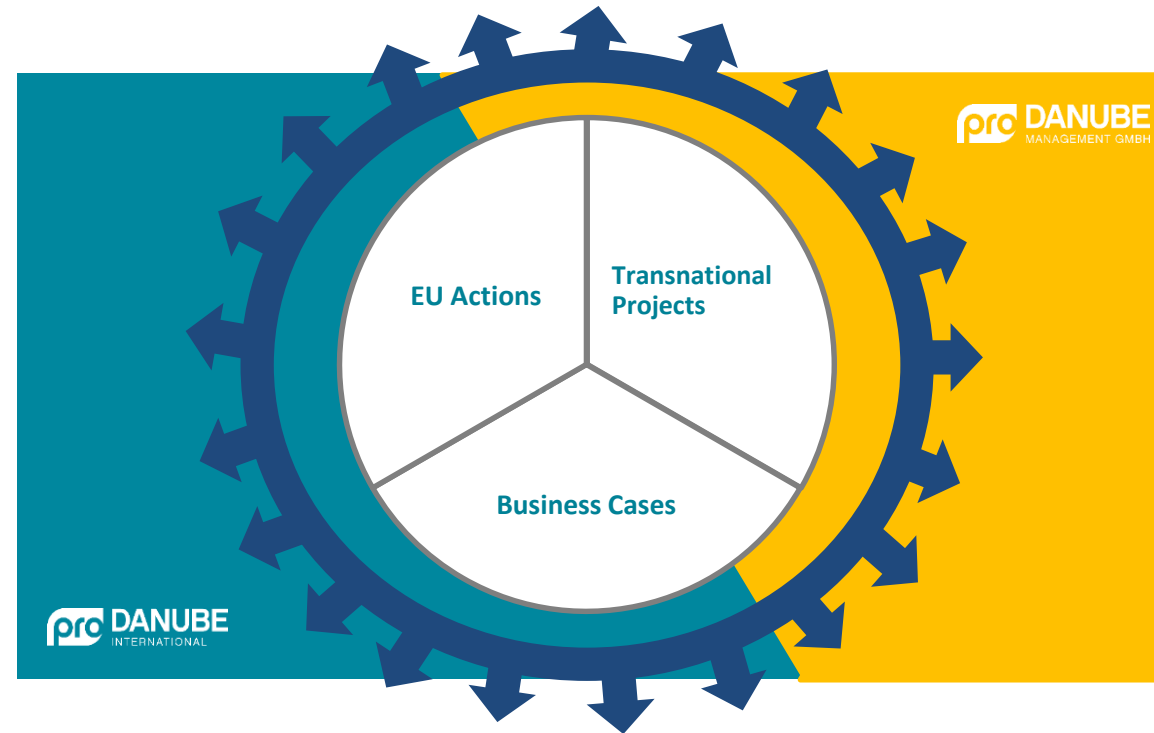 pro DANUBE
MANAGEMENT GMBH
EU Actions
Transnational
Projects
Business Cases
pro DANUBE
INTERNATIONAL